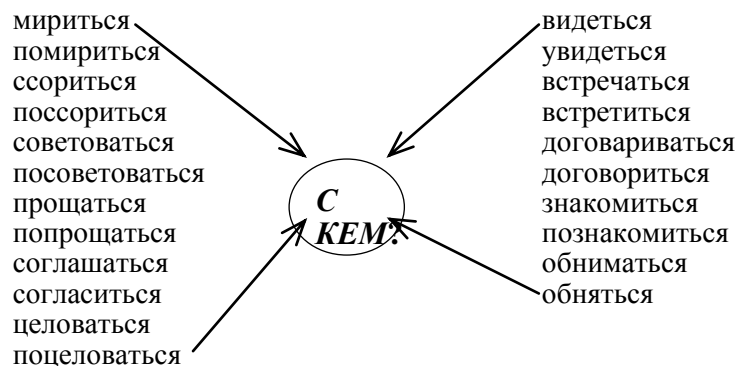 мириться
помириться
ссориться
поссориться
советоваться
посоветоваться
прощаться
попрощаться
соглашаться
согласиться
целоваться
поцеловаться
С
КЕМ?
видеться
увидеться
встречаться
встретиться
договариваться
договориться
знакомиться
познакомиться
обниматься
обняться